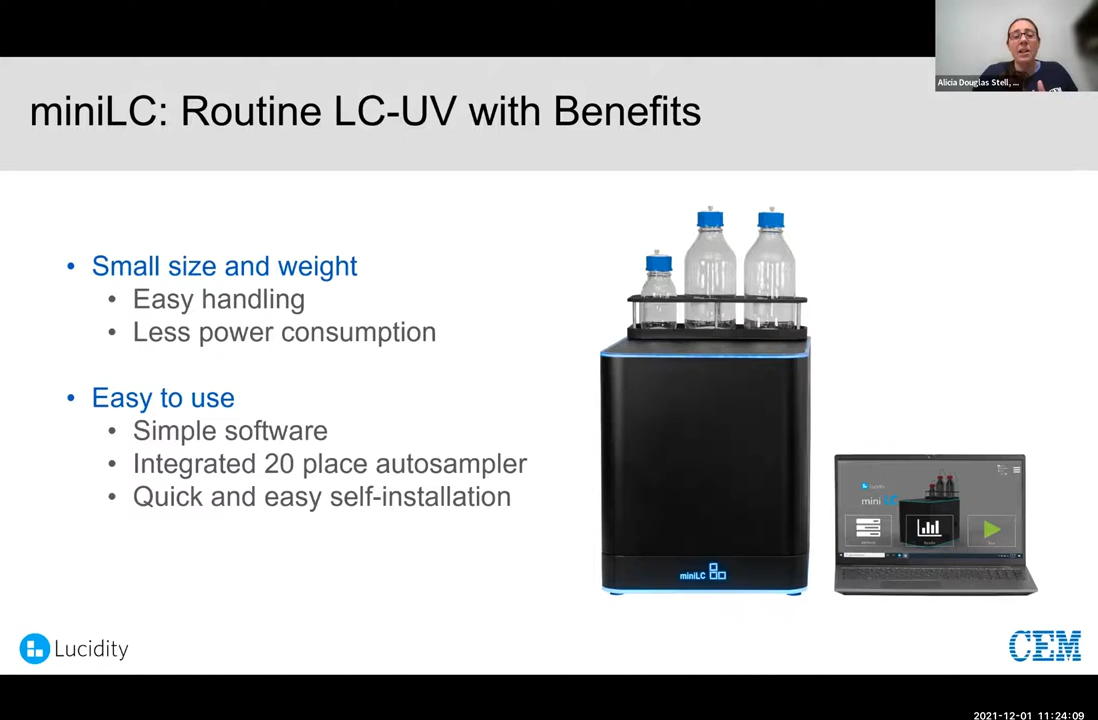 Alicia Douglas Stell, ...
miniLC: Routine LC-UV with Benefits
• Small size and weight
• Easy handling
• Less power consumption
• Easy to use
• Simple software
• Integrated 20 place autosampler
• Quick and easy self-installation
Lucidity
mini LC
miniLC
Lucidity
CEM
2021-12-01 11:24:09